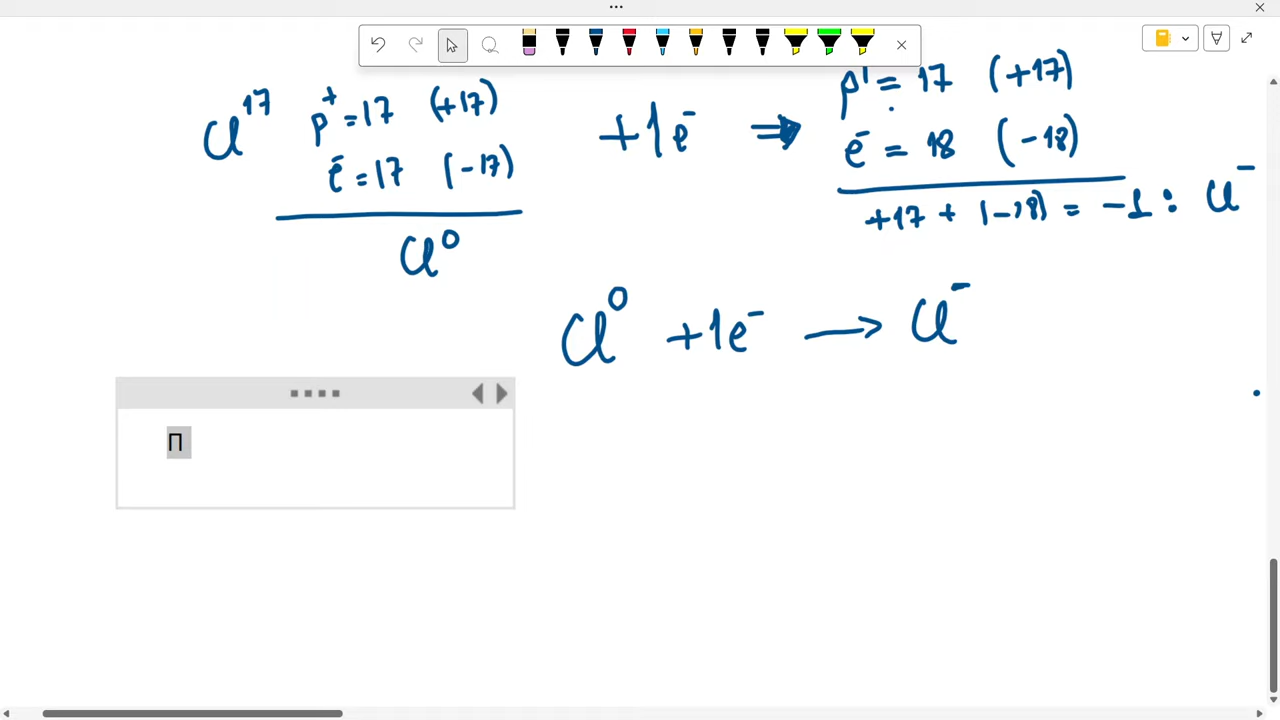 Cl¹⁷ p⁺ = 17 (+17)
e⁻ = 17 (-17)
Cl⁰
+1e⁻ ⇒
p⁺ = 17 (+17)
e⁻ = 18 (-18)
+17 + (-18) = -1 : Cl⁻
Cl⁰ +1e⁻ → Cl⁻
П